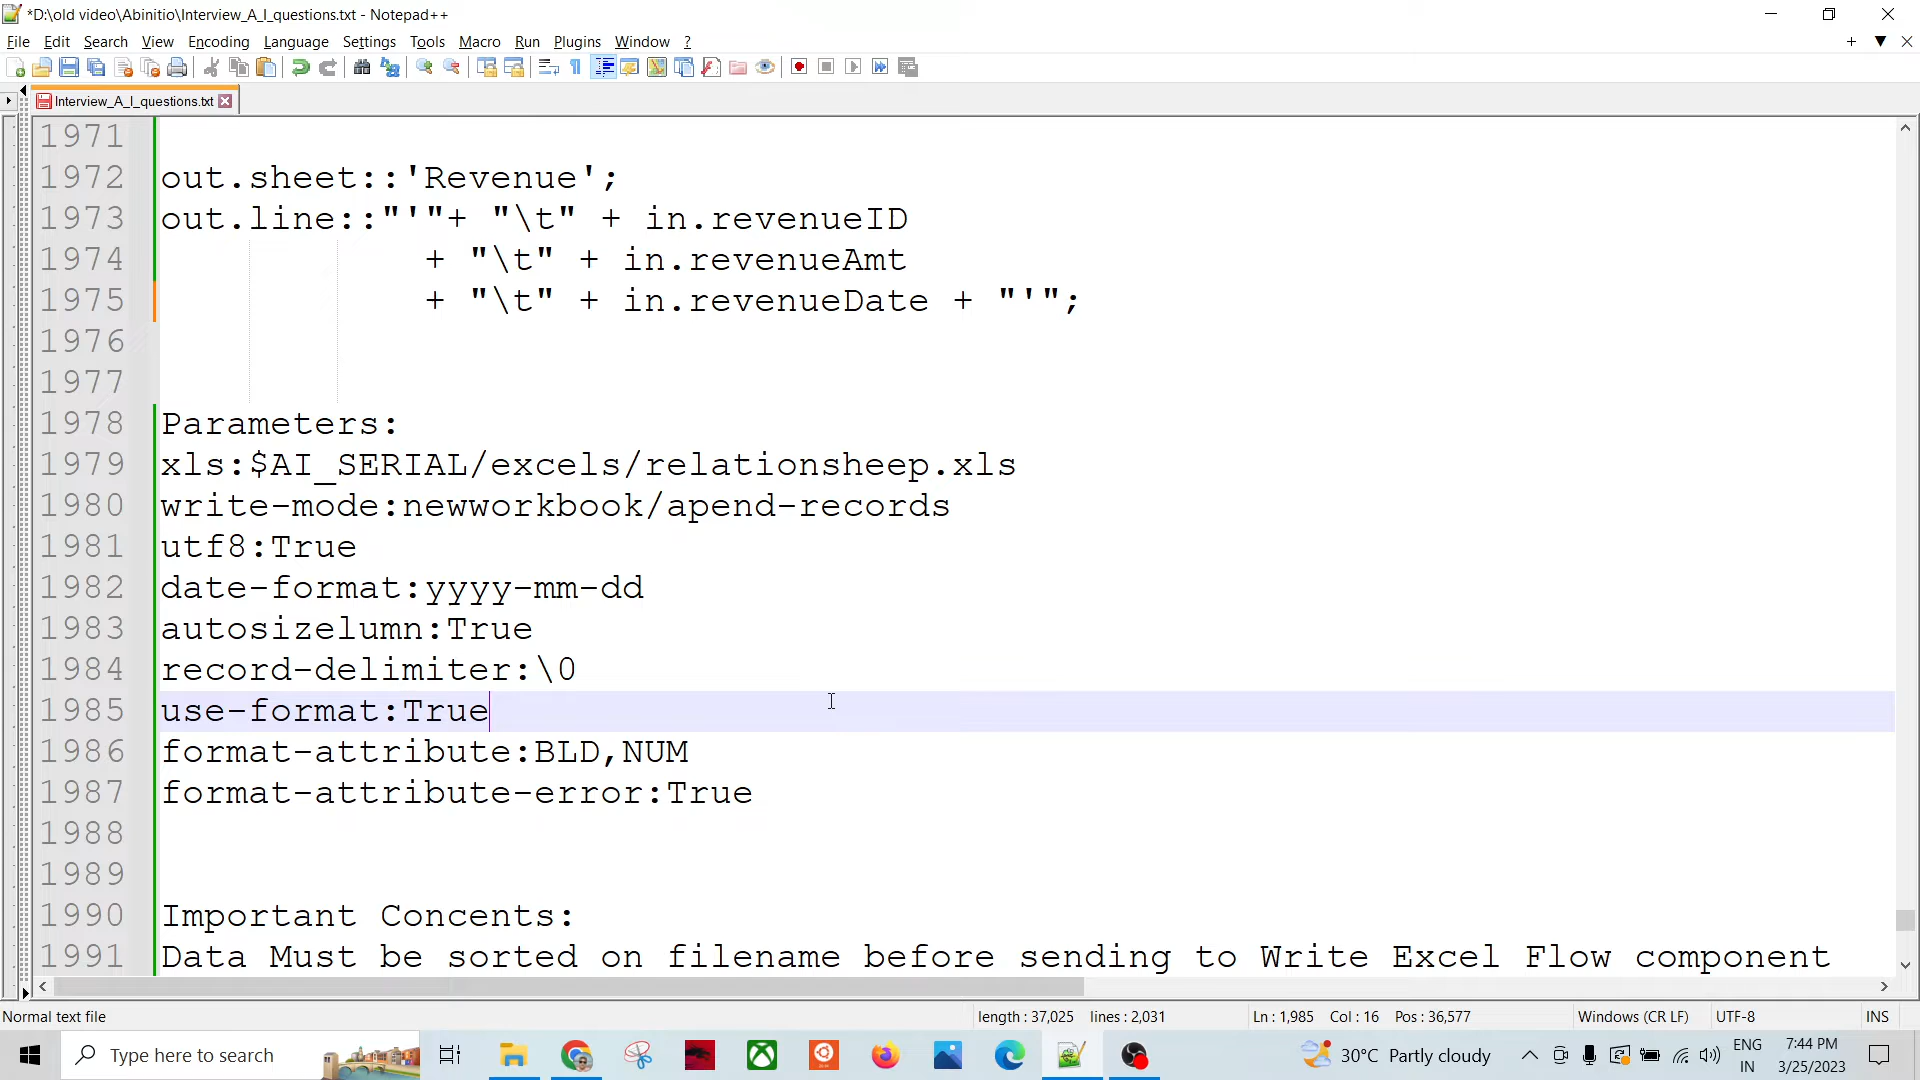 *D:\old video\Abinitio\Interview_A_I_questions.txt - Notepad++
File Edit Search View Encoding Language Settings Tools Macro Run Plugins Window ?
Interview_A_I_questions.txt
1971
1972 out.sheet::'Revenue';
1973 out.line::"'"+ "\t" + in.revenueID
1974 + "\t" + in.revenueAmt
1975 + "\t" + in.revenueDate + "'";
1976
1977
1978 Parameters:
1979 xls:$AI_SERIAL/excels/relationsheep.xls
1980 write-mode:newworkbook/apend-records
1981 utf8:True
1982 date-format:yyyy-mm-dd
1983 autosizelumn:True
1984 record-delimiter:\0
1985 use-format:True
1986 format-attribute:BLD,NUM
1987 format-attribute-error:True
1988
1989
1990 Important Concents:
1991 Data Must be sorted on filename before sending to Write Excel Flow component
Normal text file length : 37,025 lines : 2,031 Ln : 1,985 Col : 16 Pos : 36,577 Windows (CR LF) UTF-8 INS
Type here to search 30°C Partly cloudy ENG 7:44 PM
IN 3/25/2023